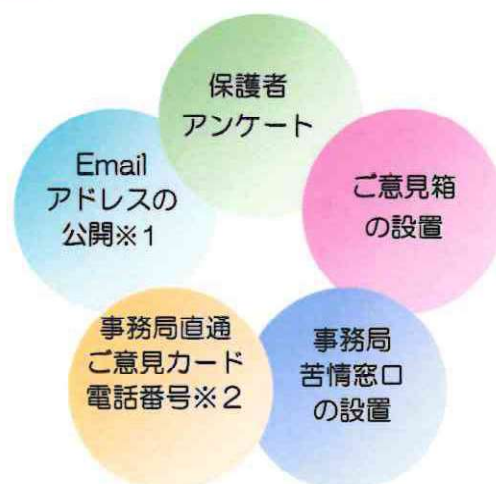 保護者
アンケート
Email
アドレスの
公開※1
ご意見箱
の設置
事務局直通
ご意見カード
電話番号※2
事務局
苦情窓口
の設置